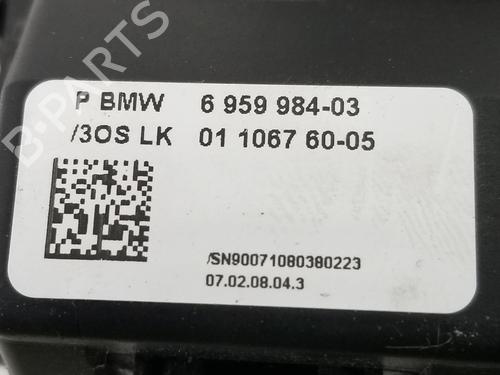 P BMW 6 959 984-03
/3OS LK 01 1067 60-05
/SN90071080380223
07.02.08.04.3
B-PARTS